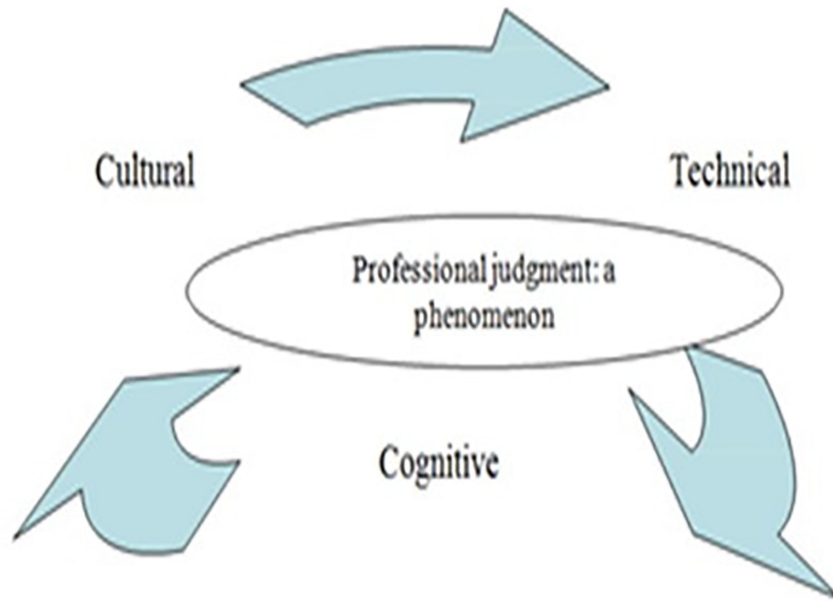 Cultural
Technical
Professional judgment: a
phenomenon
Cognitive